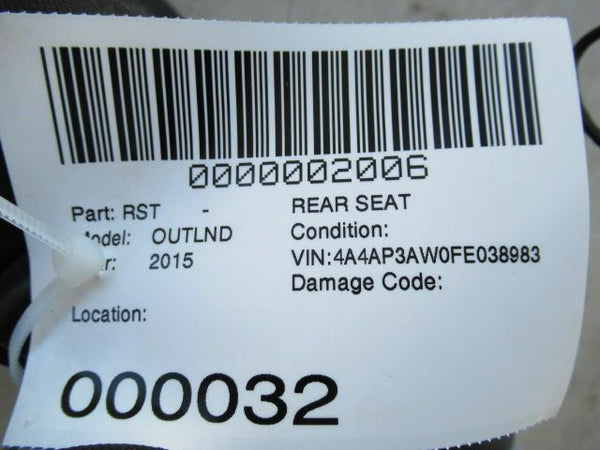 0000002006
Part: RST - REAR SEAT
Model: OUTLND Condition:
2015 VIN:4A4AP3AW0FE038983
Damage Code:
Location:
000032